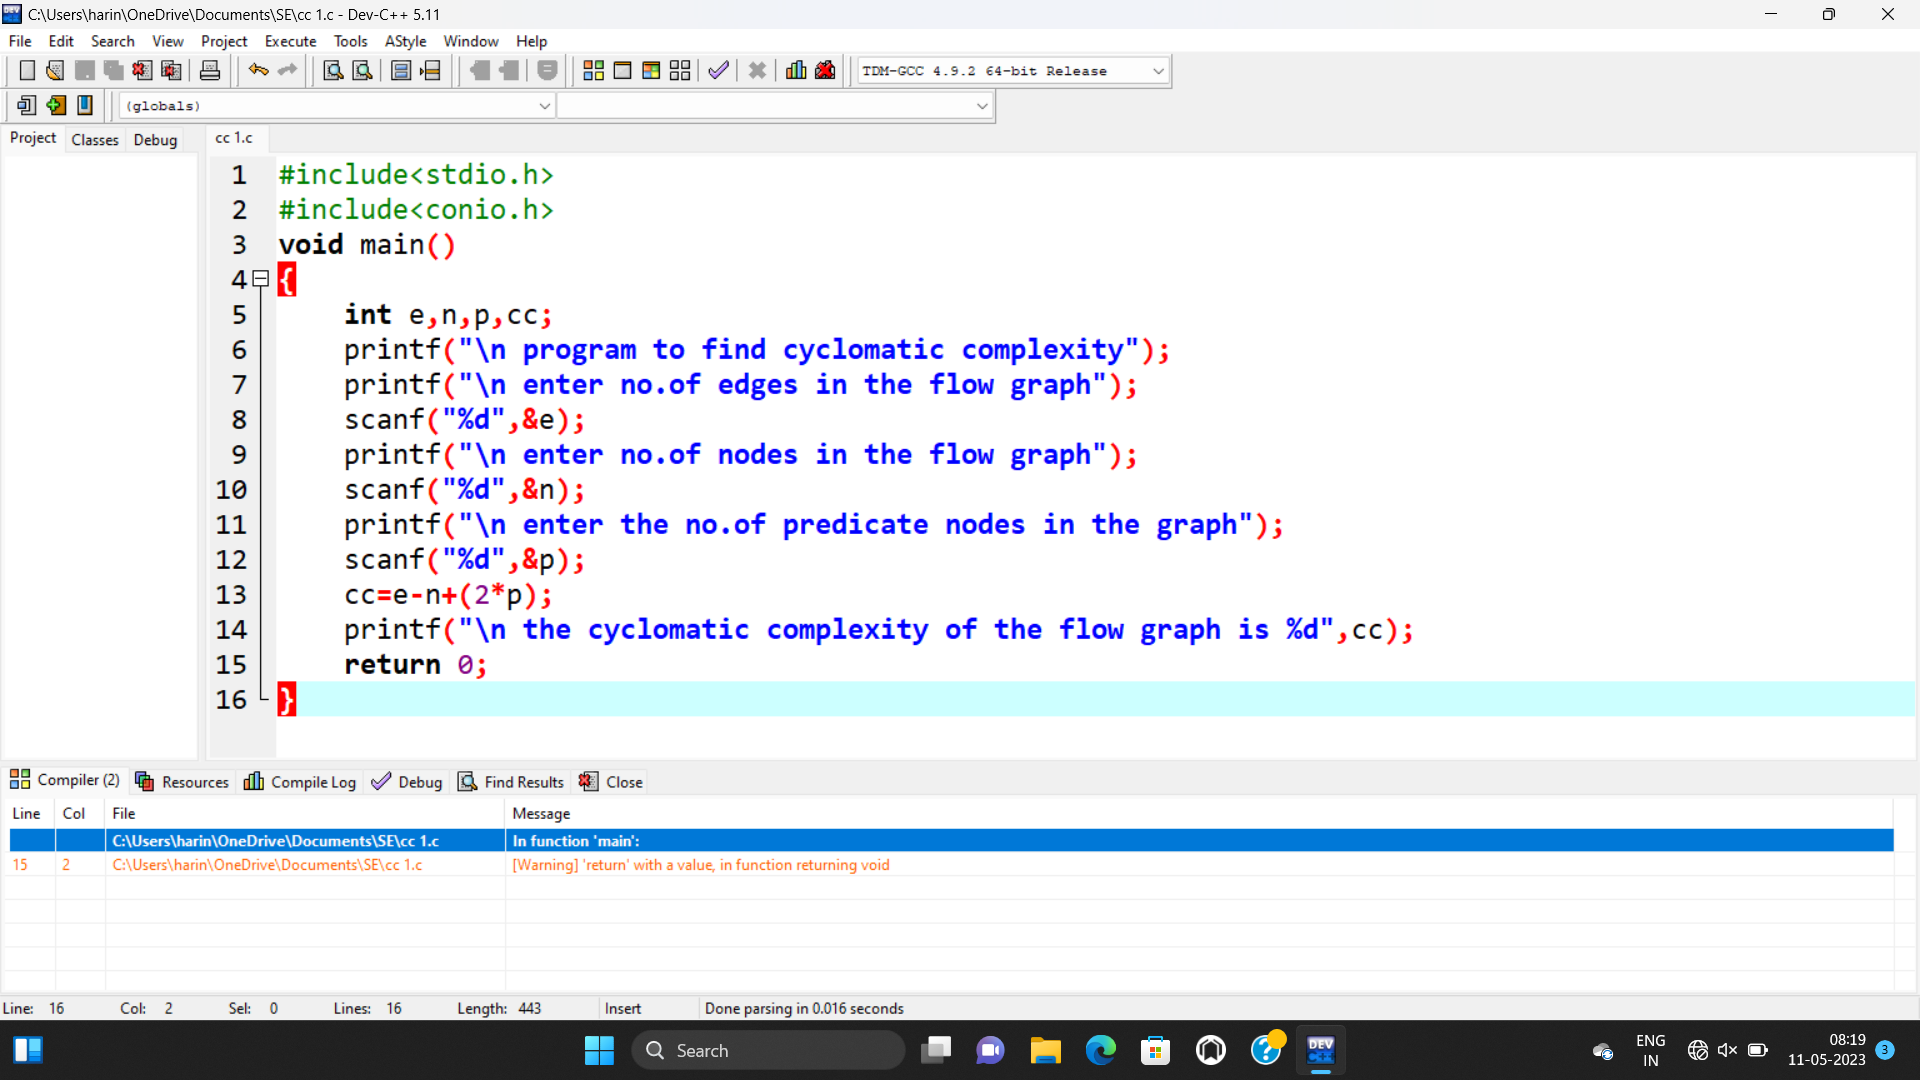 C:\Users\harin\OneDrive\Documents\SE\cc 1.c - Dev-C++ 5.11
File Edit Search View Project Execute Tools AStyle Window Help
TDM-GCC 4.9.2 64-bit Release
(globals)
Project Classes Debug cc 1.c
1 #include<stdio.h>
2 #include<conio.h>
3 void main()
4 {
5 int e,n,p,cc;
6 printf("\n program to find cyclomatic complexity");
7 printf("\n enter no.of edges in the flow graph");
8 scanf("%d",&e);
9 printf("\n enter no.of nodes in the flow graph");
10 scanf("%d",&n);
11 printf("\n enter the no.of predicate nodes in the graph");
12 scanf("%d",&p);
13 cc=e-n+(2*p);
14 printf("\n the cyclomatic complexity of the flow graph is %d",cc);
15 return 0;
16 }
Compiler (2) Resources Compile Log Debug Find Results Close
Line Col File Message
C:\Users\harin\OneDrive\Documents\SE\cc 1.c In function 'main':
15 2 C:\Users\harin\OneDrive\Documents\SE\cc 1.c [Warning] 'return' with a value, in function returning void
Line: 16 Col: 2 Sel: 0 Lines: 16 Length: 443 Insert Done parsing in 0.016 seconds
Search DEV C++ ENG IN 08:19 11-05-2023 3